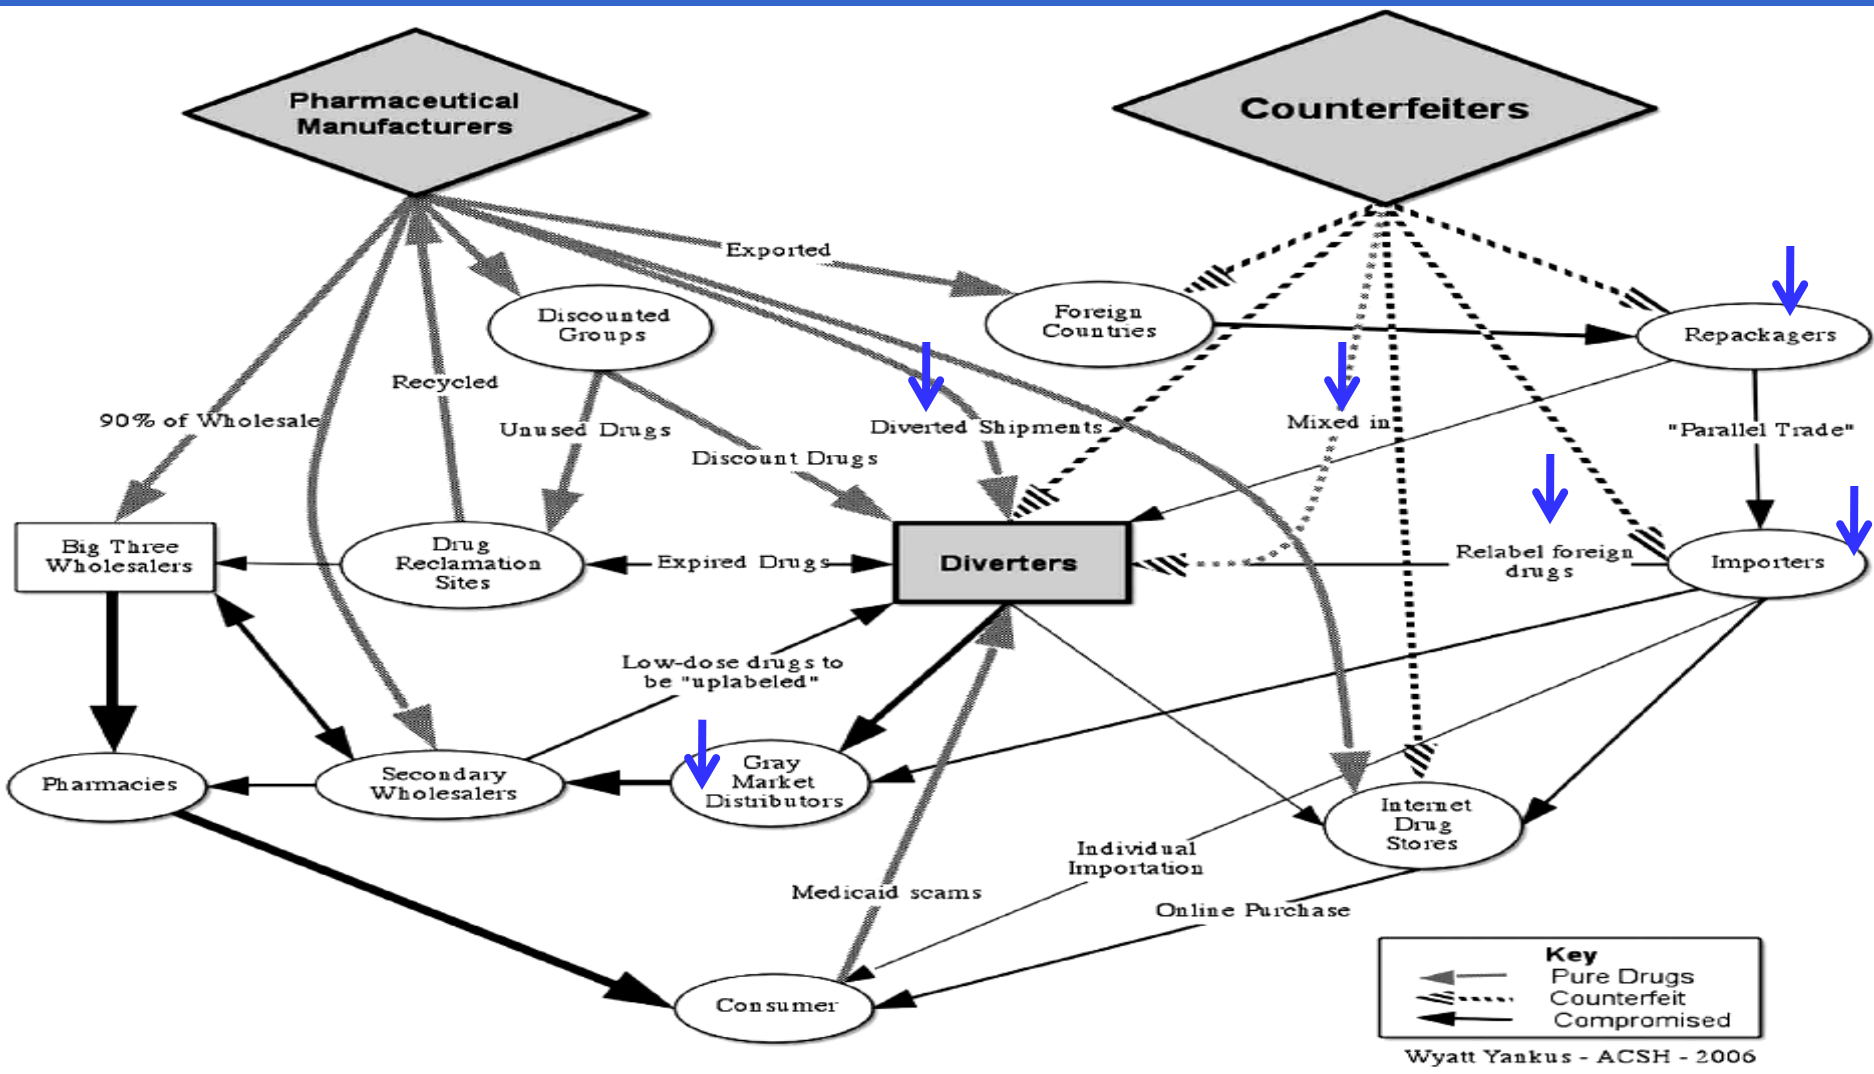 Pharmaceutical
Manufacturers
Counterfeiters
Exported
Discounted
Groups
Foreign
Countries
Repackagers
Recycled
90% of Wholesale
Unused Drugs
Diverted Shipments
Mixed in
"Parallel Trade"
Discount Drugs
Big Three
Wholesalers
Drug
Reclamation
Sites
Expired Drugs
Diverters
Relabel foreign
drugs
Importers
Low-dose drugs to
be "uplabeled"
Pharmacies
Secondary
Wholesalers
Gray
Market
Distributors
Internet
Drug
Stores
Individual
Importation
Medicaid scams
Online Purchase
Consumer
Key
Pure Drugs
Counterfeit
Compromised
Wyatt Yankus - ACSH - 2006